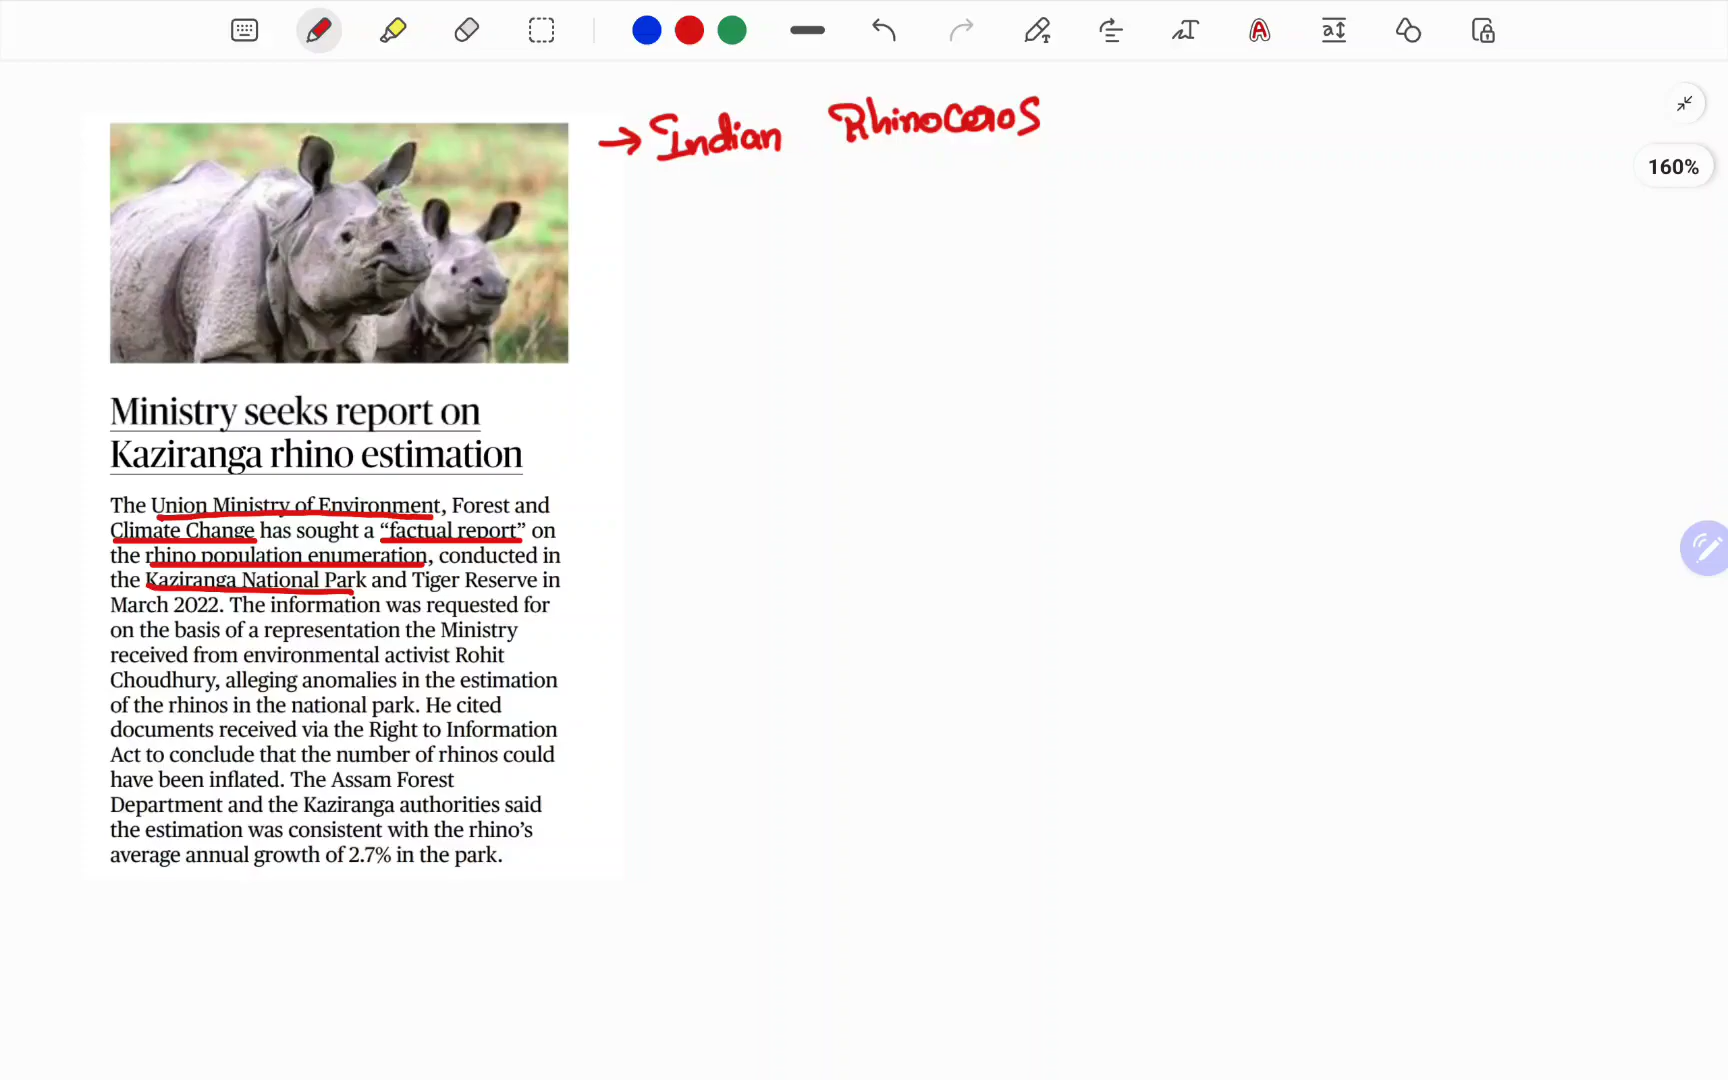 → Indian Rhinoceros
160%
Ministry seeks report on
Kaziranga rhino estimation
The Union Ministry of Environment, Forest and
Climate Change has sought a “factual report” on
the rhino population enumeration, conducted in
the Kaziranga National Park and Tiger Reserve in
March 2022. The information was requested for
on the basis of a representation the Ministry
received from environmental activist Rohit
Choudhury, alleging anomalies in the estimation
of the rhinos in the national park. He cited
documents received via the Right to Information
Act to conclude that the number of rhinos could
have been inflated. The Assam Forest
Department and the Kaziranga authorities said
the estimation was consistent with the rhino’s
average annual growth of 2.7% in the park.